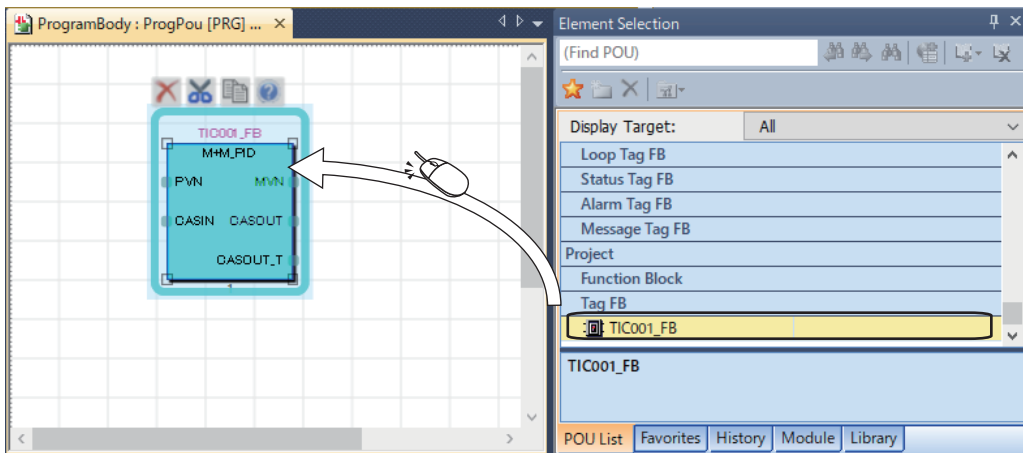 ProgramBody : ProgPou [PRG] ...
TIC001_FB
M+M_PID
PVN MVN
CASIN CASOUT
CASOUT_T
Element Selection
(Find POU)
Display Target: All
Loop Tag FB
Status Tag FB
Alarm Tag FB
Message Tag FB
Project
Function Block
Tag FB
TIC001_FB
TIC001_FB
POU List Favorites History Module Library